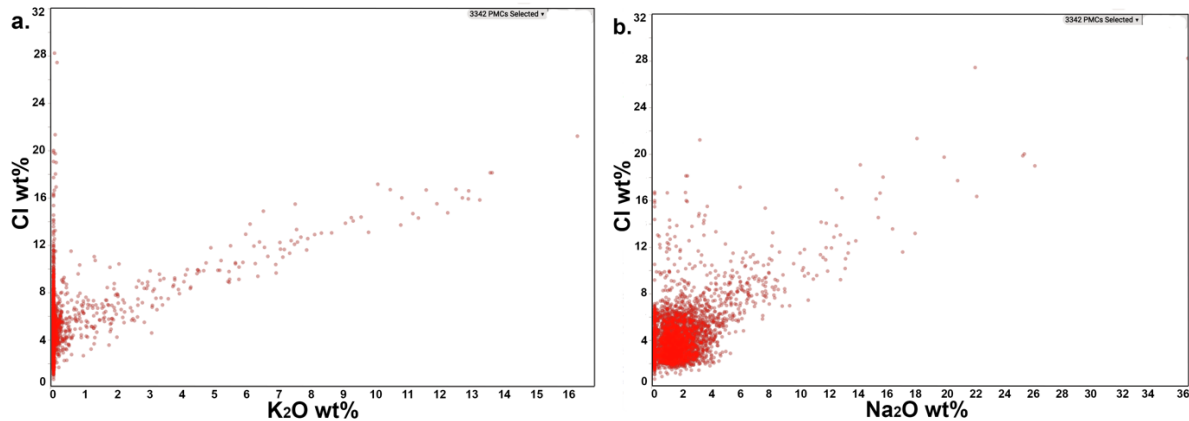 a.
3342 PMCs Selected ▾
32
28
24
20
16
12
8
4
0
Cl wt%
0 1 2 3 4 5 6 7 8 9 10 11 12 13 14 15 16
K₂O wt%
b.
3342 PMCs Selected ▾
32
28
24
20
16
12
8
4
0
Cl wt%
0 2 4 6 8 10 12 14 16 18 20 22 24 26 28 30 32 34 36
Na₂O wt%